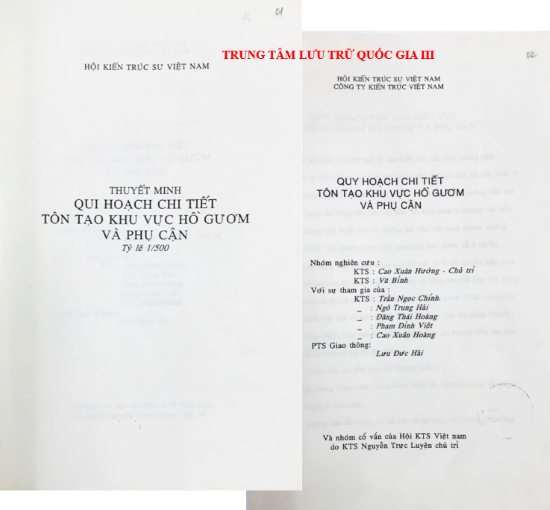 01
TRUNG TÂM LƯU TRỮ QUỐC GIA III
HỘI KIẾN TRÚC SƯ VIỆT NAM
THUYẾT MINH
QUI HOẠCH CHI TIẾT
TÔN TẠO KHU VỰC HỒ GƯƠM
VÀ PHỤ CẬN
Tỷ lệ 1/500
02
HỘI KIẾN TRÚC SƯ VIỆT NAM
CÔNG TY KIẾN TRÚC VIỆT NAM
QUY HOẠCH CHI TIẾT
TÔN TẠO KHU VỰC HỒ GƯƠM
VÀ PHỤ CẬN
Nhóm nghiên cứu :
KTS : Cao Xuân Hưởng - Chủ trì
KTS : Vũ Bình
Với sư tham gia của :
KTS : Trần Ngọc Chính.
_ : Ngô Trung Hải
_ : Đặng Thái Hoàng
_ : Phạm Đình Việt
_ : Cao Xuân Hoàng
PTS Giao thông:
Lưu Đức Hải
Và nhóm cố vấn của Hội KTS Việt nam
do KTS Nguyễn Trực Luyện chủ trì